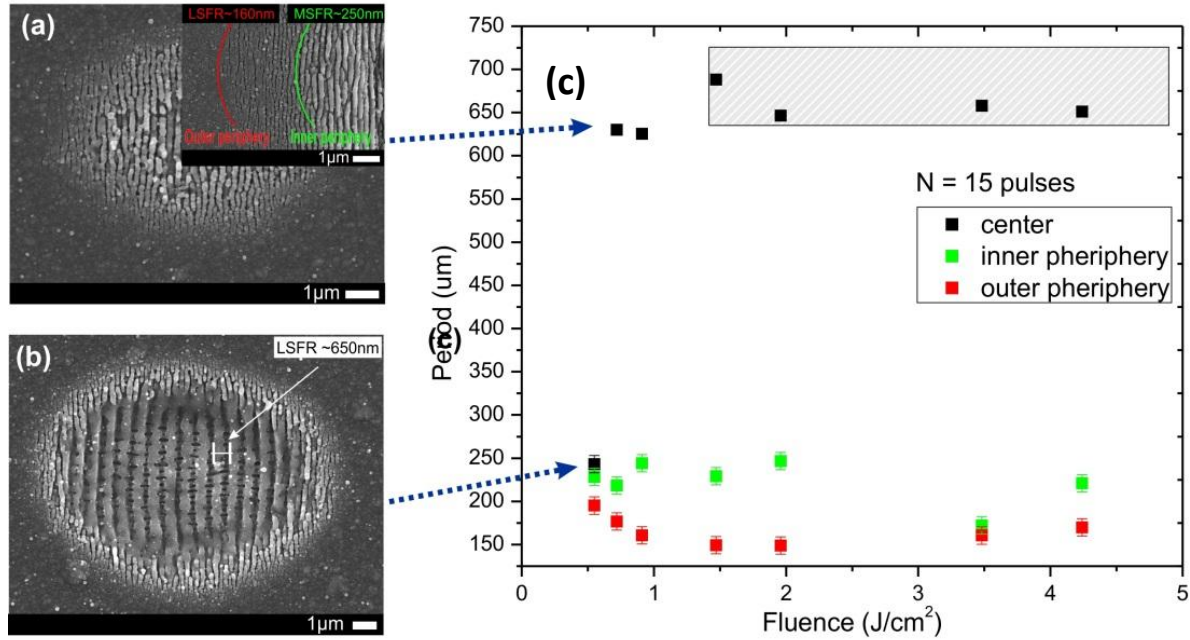 (a)
LSFR~160nm
MSFR~250nm
Outer periphery
Inner periphery
1µm
1µm
(b)
LSFR ~650nm
1µm
(c)
750
700
650
600
550
500
450
400
350
300
250
200
150
Period (um)
(c)
N = 15 pulses
center
inner pheriphery
outer pheriphery
0 1 2 3 4 5
Fluence (J/cm²)